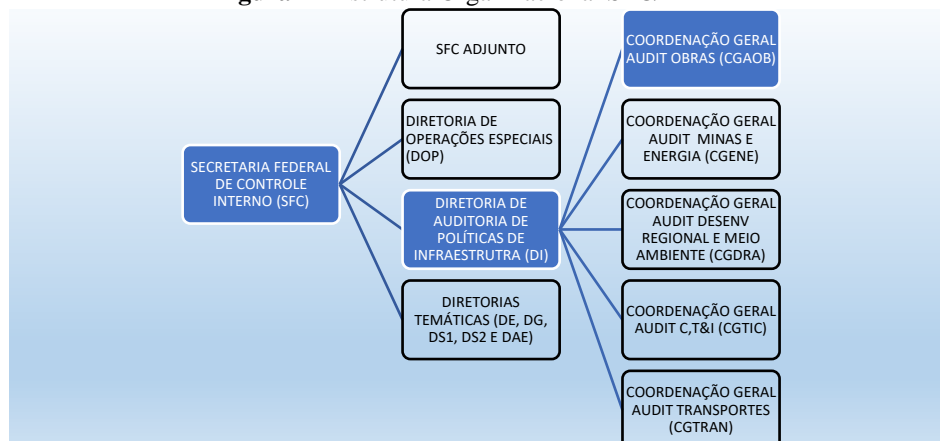 SFC ADJUNTO
DIRETORIA DE
OPERAÇÕES ESPECIAIS
(DOP)
SECRETARIA FEDERAL
DE CONTROLE
INTERNO (SFC)
DIRETORIA DE
AUDITORIA DE
POLÍTICAS DE
INFRAESTRUTRA (DI)
DIRETORIAS
TEMÁTICAS (DE, DG,
DS1, DS2 E DAE)
COORDENAÇÃO GERAL
AUDIT OBRAS (CGAOB)
COORDENAÇÃO GERAL
AUDIT MINAS E
ENERGIA (CGENE)
COORDENAÇÃO GERAL
AUDIT DESENV
REGIONAL E MEIO
AMBIENTE (CGDRA)
COORDENAÇÃO GERAL
AUDIT C,T&I (CGTIC)
COORDENAÇÃO GERAL
AUDIT TRANSPORTES
(CGTRAN)